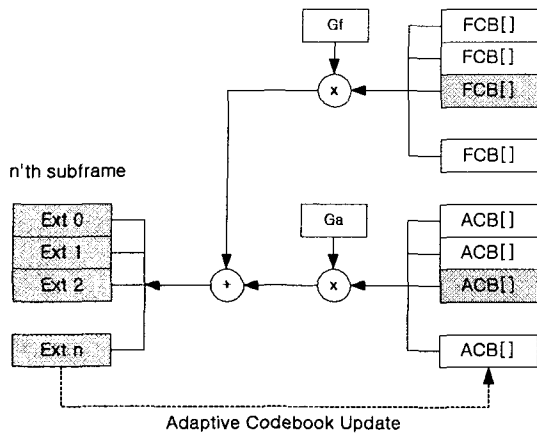 Gf
FCB[]
FCB[]
x
FCB[]
FCB[]
n'th subframe
Ext 0
Ga
ACB[]
Ext 1
ACB[]
Ext 2
+
x
ACB[]
Ext n
ACB[]
Adaptive Codebook Update